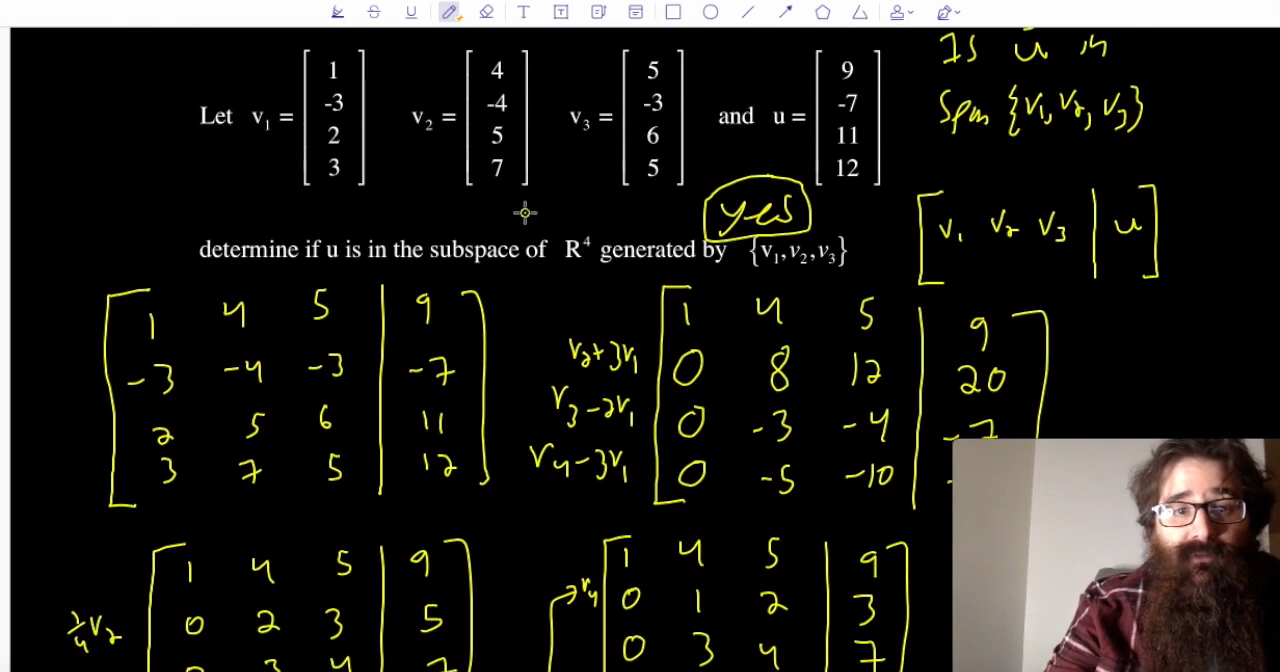 Is ū in
Span {v1, v2, v3}
Let v₁ = [1 -3 2 3] v₂ = [4 -4 5 7] v₃ = [5 -3 6 5] and u = [9 -7 11 12]
yes
determine if u is in the subspace of R⁴ generated by {v₁,v₂,v₃}
[v1 v2 v3 | u]
1 4 5 9
-3 -4 -3 -7
2 5 6 11
3 7 5 12
1 4 5 9
r2+3r1 0 8 12 20
r3-2r1 0 -3 -4 -7
r4-3r1 0 -5 -10
1 4 5 9
1/4 r2 0 2 3 5
1 4 5 9
r4 0 1 2 3
0 3 4 7